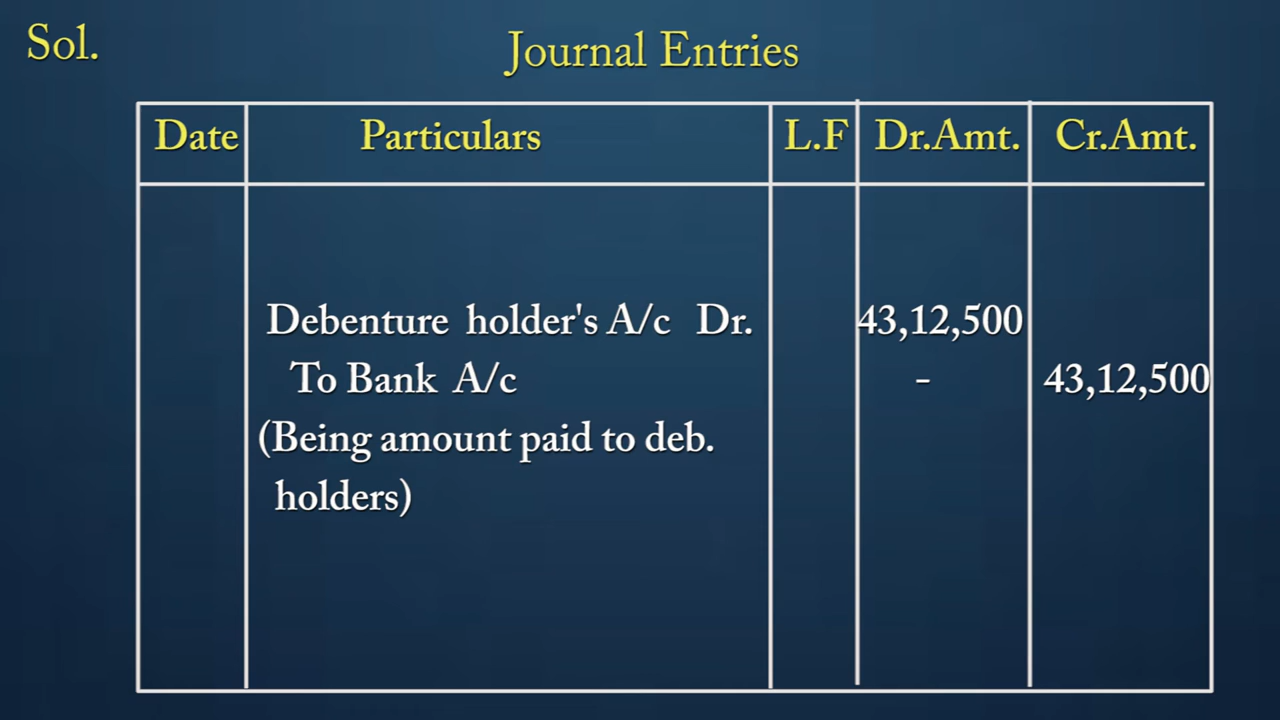 Sol.
Journal Entries
Date Particulars L.F Dr.Amt. Cr.Amt.
Debenture holder's A/c Dr. 43,12,500
To Bank A/c - 43,12,500
(Being amount paid to deb.
holders)